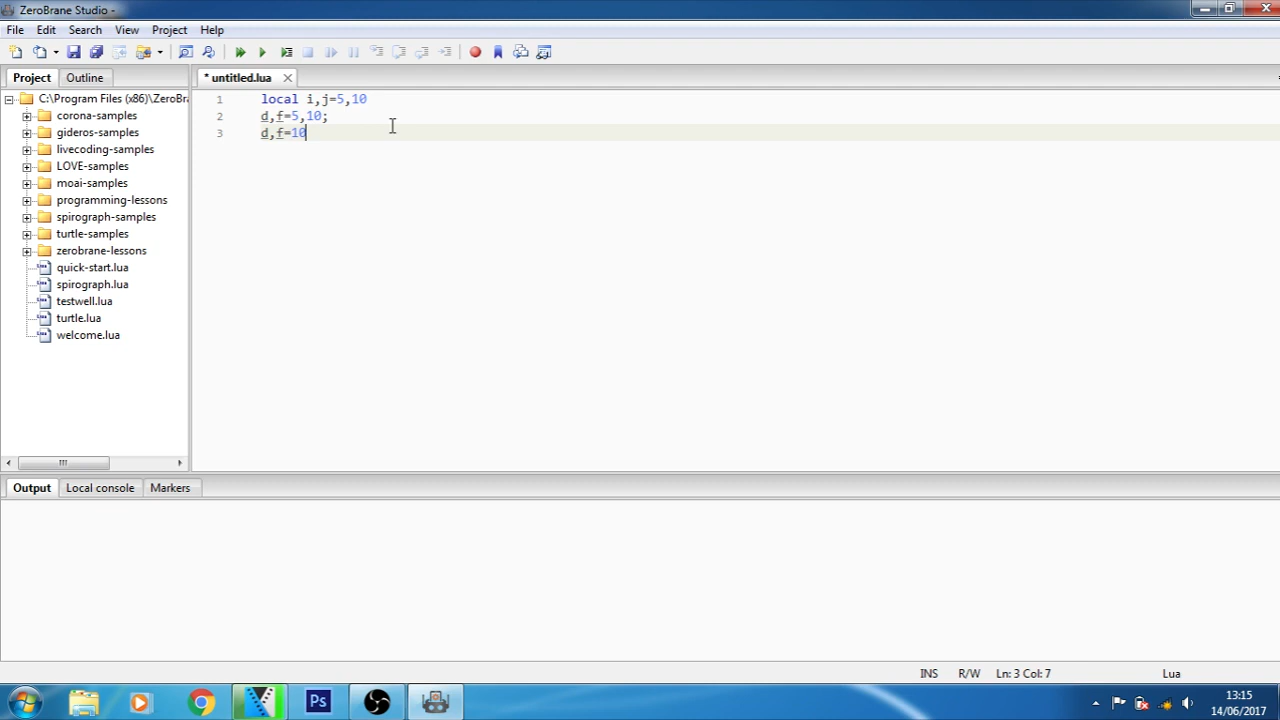 ZeroBrane Studio -
File Edit Search View Project Help
Project Outline
* untitled.lua
C:\Program Files (x86)\ZeroBra
corona-samples
gideros-samples
livecoding-samples
LOVE-samples
moai-samples
programming-lessons
spirograph-samples
turtle-samples
zerobrane-lessons
quick-start.lua
spirograph.lua
testwell.lua
turtle.lua
welcome.lua
1 local i,j=5,10
2 d,f=5,10;
3 d,f=10
Output Local console Markers
INS R/W Ln: 3 Col: 7 Lua
Ps
13:15
14/06/2017